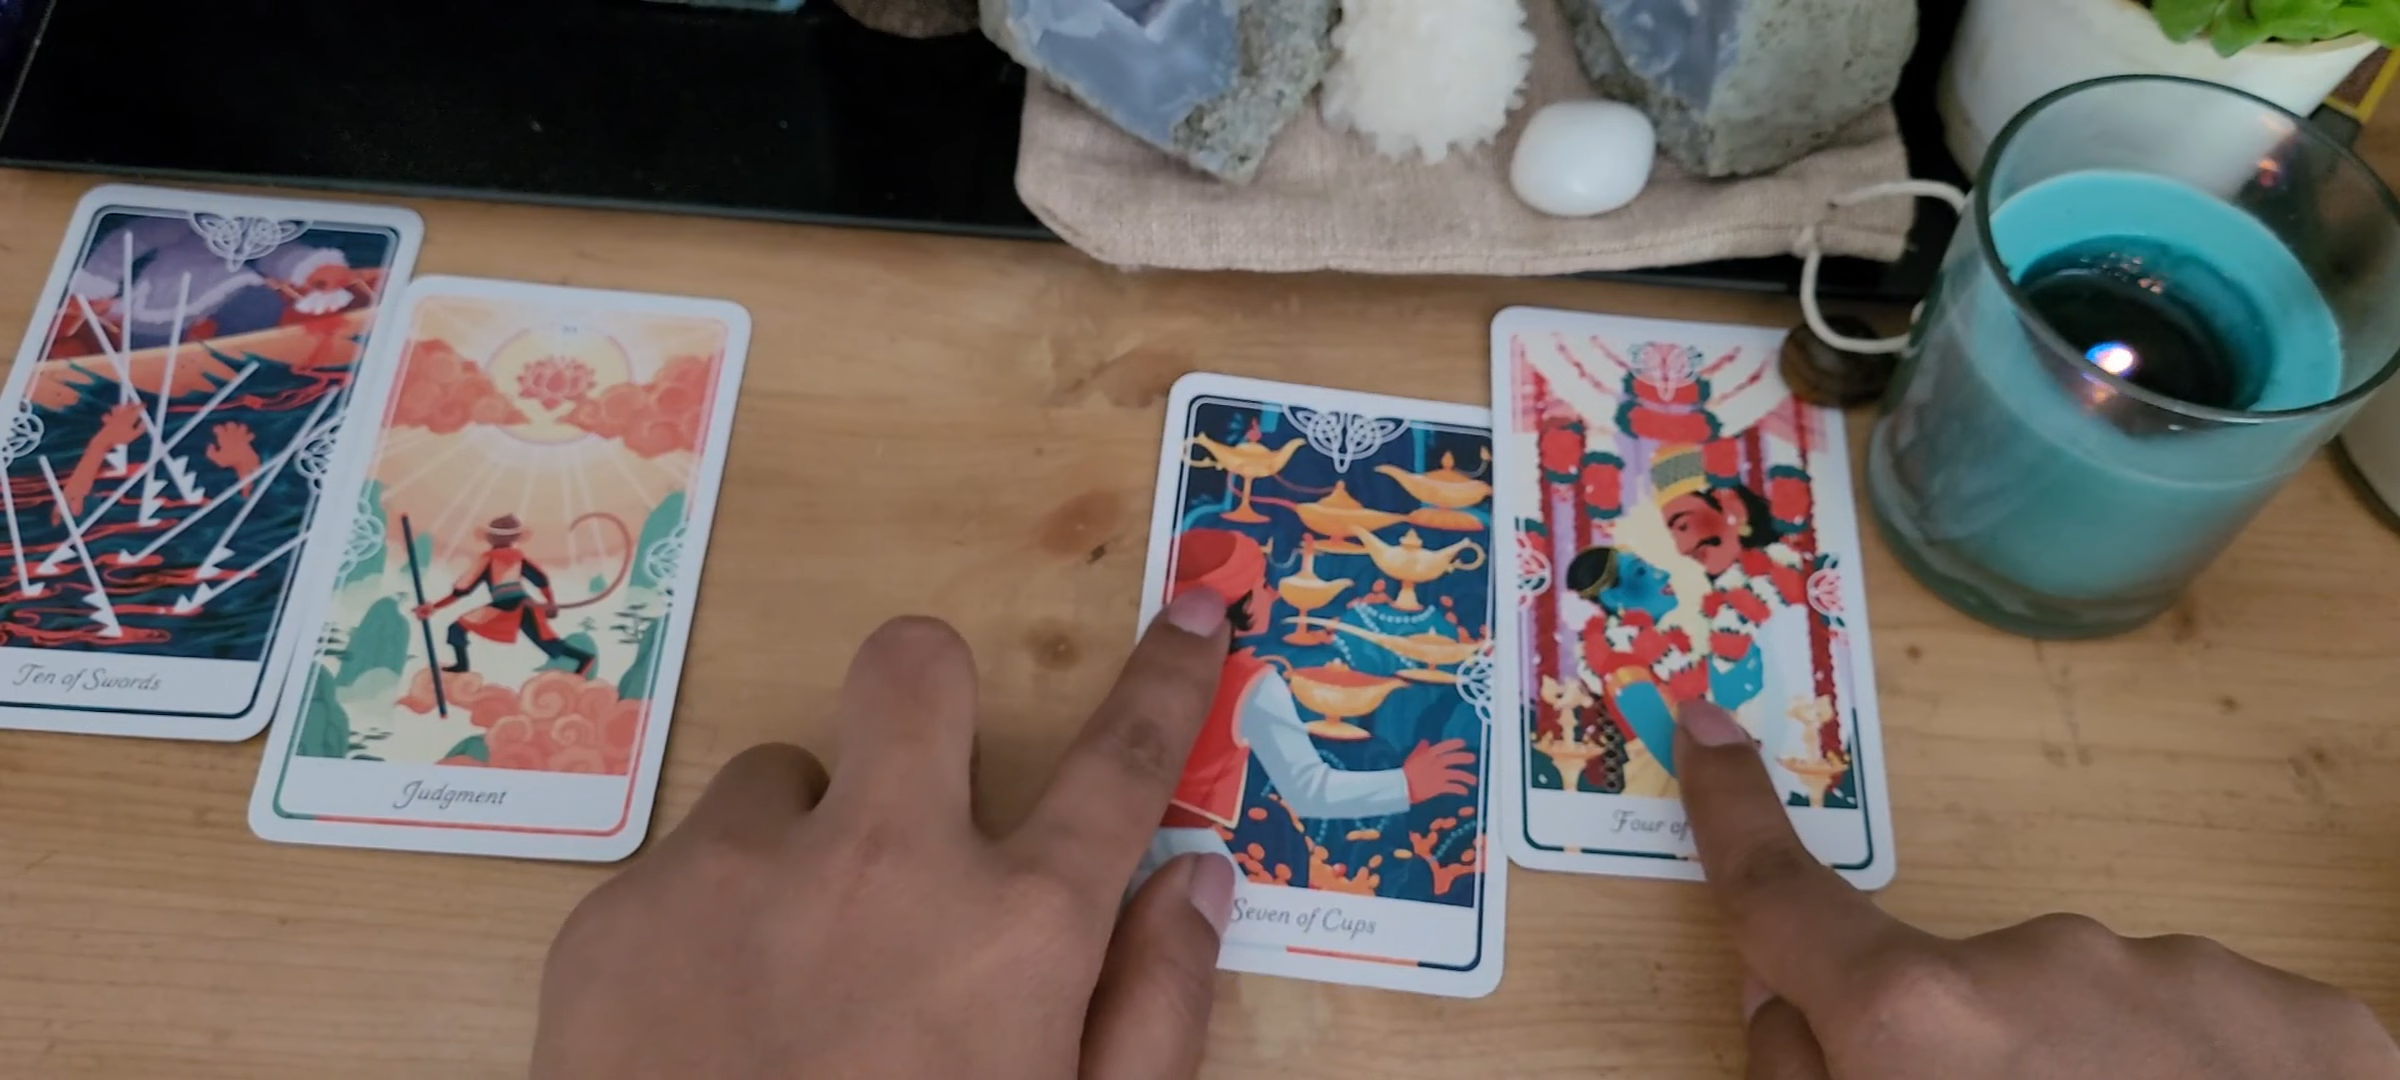 Ten of Swords
Judgment
Seven of Cups
Four of